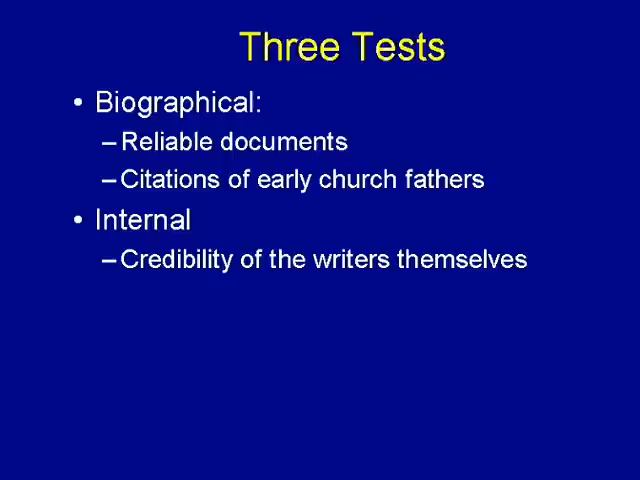 Three Tests
• Biographical:
– Reliable documents
– Citations of early church fathers
• Internal
– Credibility of the writers themselves